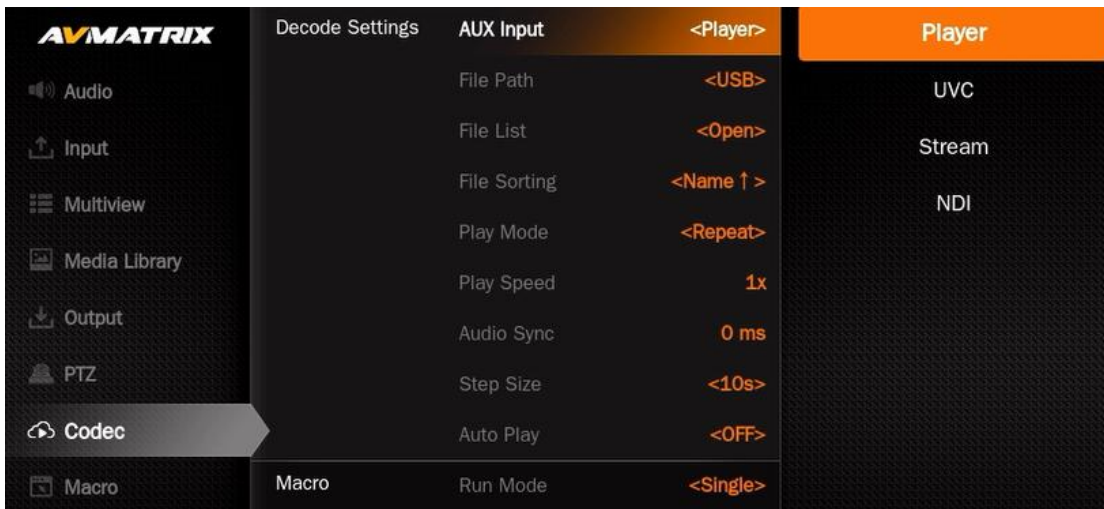 AVMATRIX
Audio
Input
Multiview
Media Library
Output
PTZ
Codec
Macro
Decode Settings
AUX Input <Player>
File Path <USB>
File List <Open>
File Sorting <Name ↑ >
Play Mode <Repeat>
Play Speed 1x
Audio Sync 0 ms
Step Size <10s>
Auto Play <OFF>
Macro Run Mode <Single>
Player
UVC
Stream
NDI